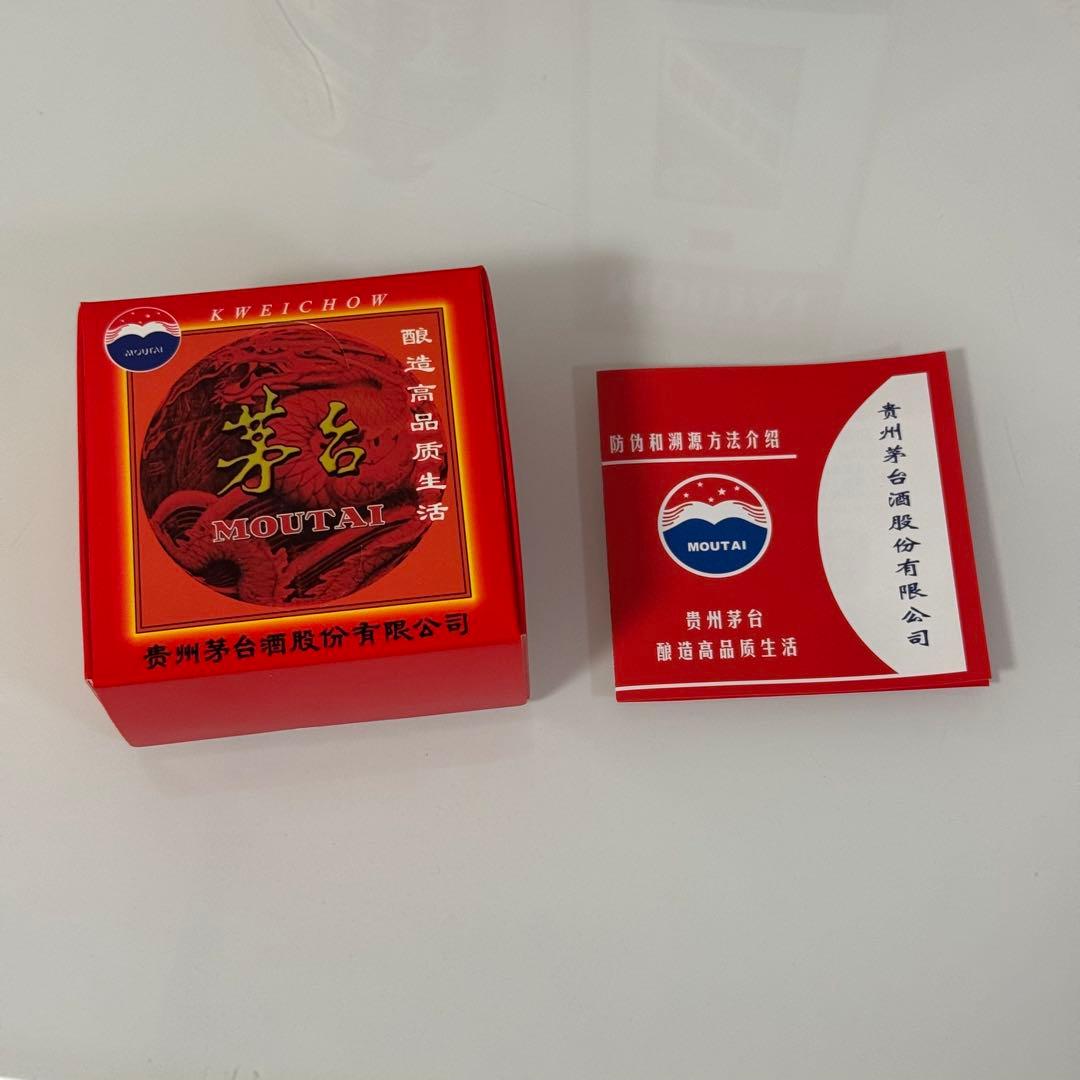 KWEICHOW
MOUTAI
酿造高品质生活
茅台
MOUTAI
贵州茅台酒股份有限公司
防伪和溯源方法介绍
MOUTAI
贵州茅台
酿造高品质生活
贵州茅台酒股份有限公司